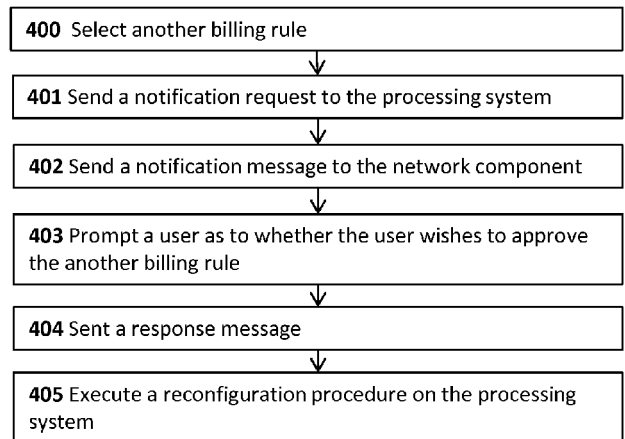 400 Select another billing rule
401 Send a notification request to the processing system
402 Send a notification message to the network component
403 Prompt a user as to whether the user wishes to approve
the another billing rule
404 Sent a response message
405 Execute a reconfiguration procedure on the processing
system